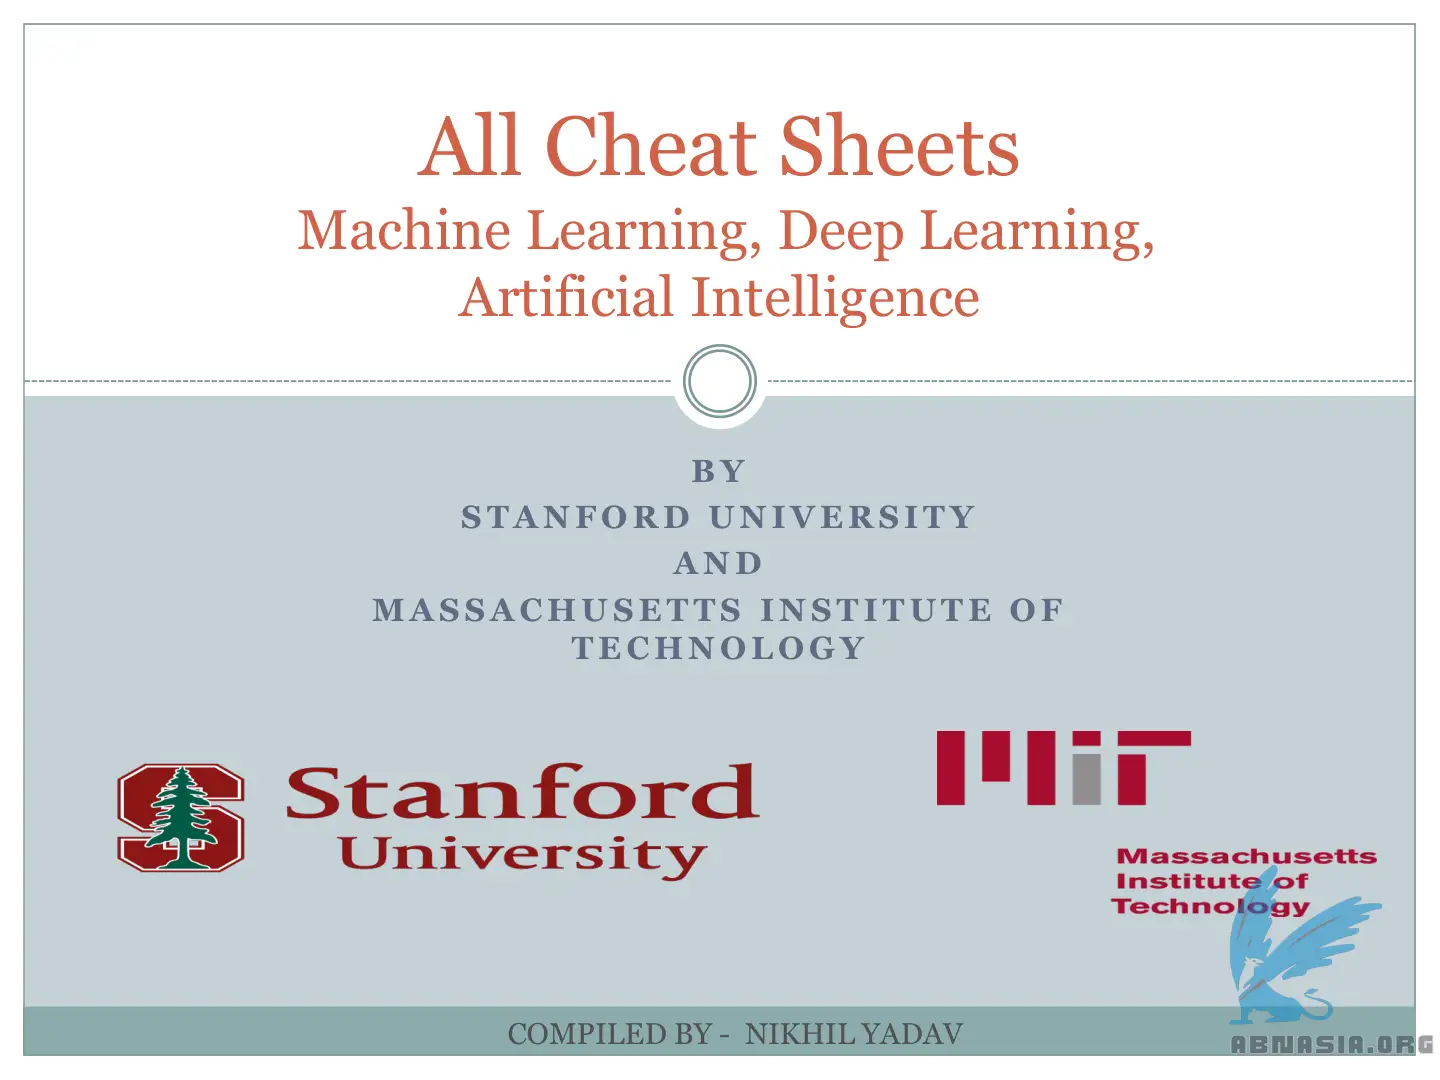 All Cheat Sheets
Machine Learning, Deep Learning,
Artificial Intelligence
BY
STANFORD UNIVERSITY
AND
MASSACHUSETTS INSTITUTE OF
TECHNOLOGY
Stanford
University
MIT
Massachusetts
Institute of
Technology
COMPILED BY - NIKHIL YADAV
ABNASIA.ORG